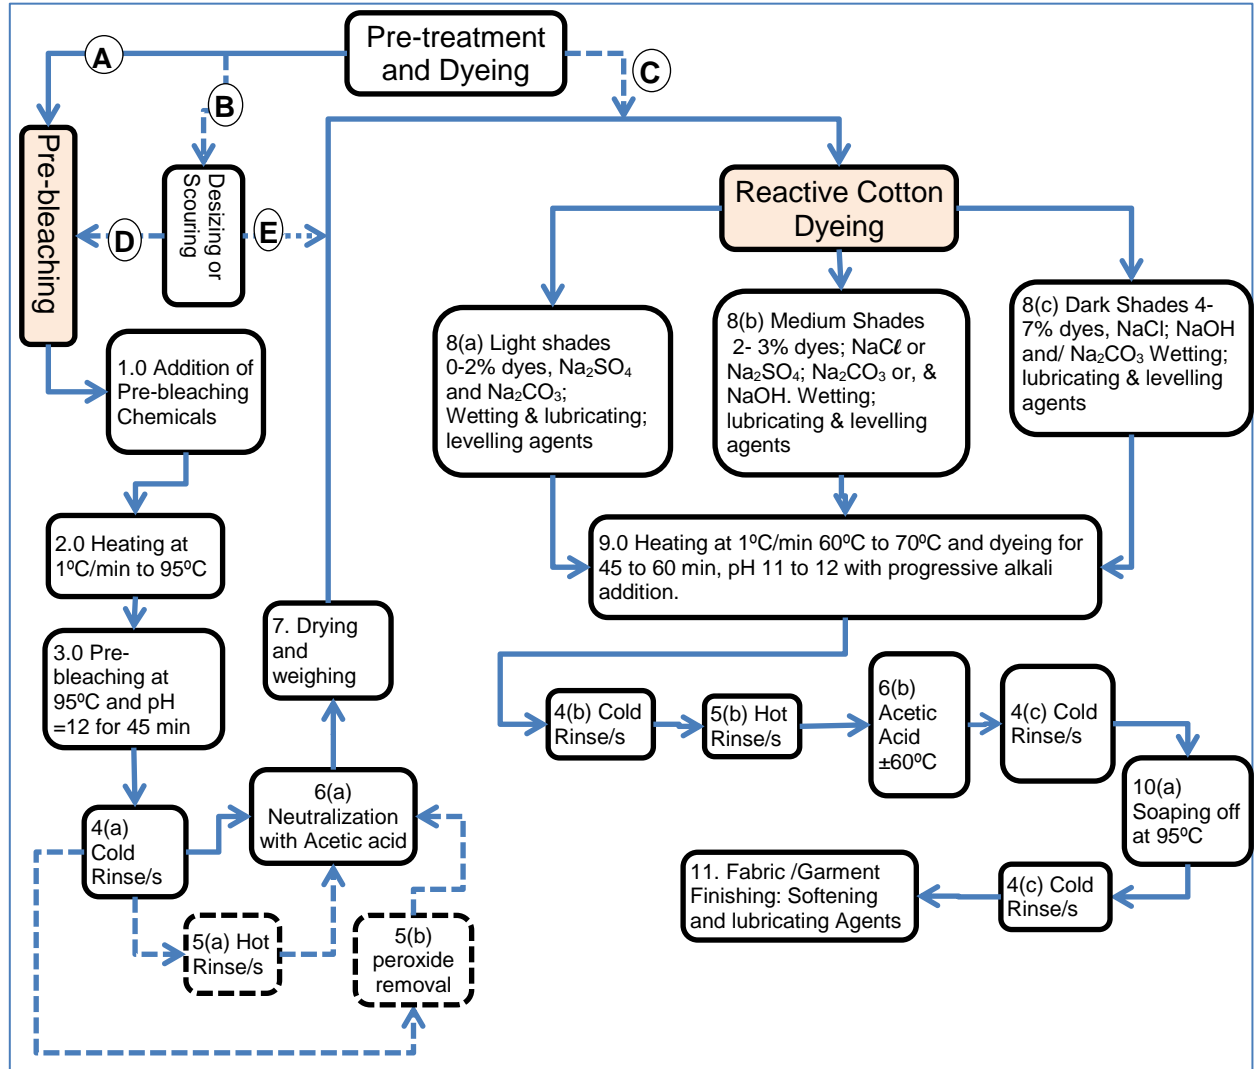 Pre-treatment
and Dyeing
A
B
C
Pre-bleaching
Desizing or
Scouring
D
E
1.0 Addition of
Pre-bleaching
Chemicals
2.0 Heating at
1ºC/min to 95ºC
3.0 Pre-
bleaching at
95ºC and pH
=12 for 45 min
4(a)
Cold
Rinse/s
5(a) Hot
Rinse/s
5(b)
peroxide
removal
6(a)
Neutralization
with Acetic acid
7. Drying
and
weighing
Reactive Cotton
Dyeing
8(a) Light shades
0-2% dyes, Na₂SO₄
and Na₂CO₃;
Wetting & lubricating;
levelling agents
8(b) Medium Shades
2- 3% dyes; NaCℓ or
Na₂SO₄; Na₂CO₃ or, &
NaOH. Wetting;
lubricating & levelling
agents
8(c) Dark Shades 4-
7% dyes, NaCl; NaOH
and/ Na₂CO₃ Wetting;
lubricating & levelling
agents
9.0 Heating at 1ºC/min 60ºC to 70ºC and dyeing for
45 to 60 min, pH 11 to 12 with progressive alkali
addition.
4(b) Cold
Rinse/s
5(b) Hot
Rinse/s
6(b)
Acetic
Acid
±60ºC
4(c) Cold
Rinse/s
10(a)
Soaping off
at 95ºC
4(c) Cold
Rinse/s
11. Fabric /Garment
Finishing: Softening
and lubricating Agents